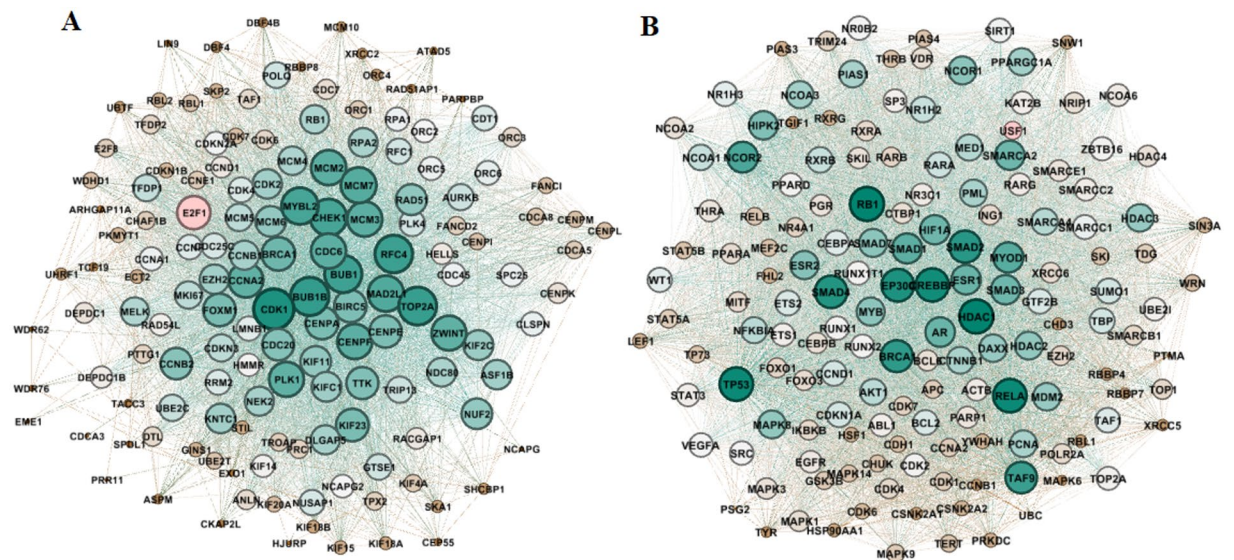 A
DBF4B
MCM10
LIN9
DBF4
XRCC2
ATAD5
RBBP8
POLQ
ORC4
SKP2
CDC7
RAD51AP1
RBL2
RBL1
TAF1
PARPBP
UBTF
ORC1
RPA1
CDT1
TFDP2
RB1
ORC2
ORC3
CDK7
CDK6
RPA2
RFC1
E2F8
CDKN2A
MCM4
MCM2
ORC5
CDKN1B
CCND1
ORC6
WDHD1
CCNE1
CDK4
CDK2
MCM7
FANCI
TFDP1
AURKB
RAD51
MYBL2
ARHGAP11A
E2F1
MCM5
MCM6
CHEK1
MCM3
PLK4
CDCA8
CENPM
CHAF1B
FANCD2
CENPL
PKMYT1
CDC25C
CENPI
CDCA5
CCNB1
BRCA1
CDC6
RFC4
HELLS
CCNA1
TCF19
UHRF1
ECT2
BUB1
CDC45
SPC25
EZH2
CCNA2
MKI67
BUB1B
MAD2L1
CENPK
DEPDC1
MELK
FOXM1
CDK1
BIRC5
TOP2A
RAD54L
LMNB1
CENPA
CLSPN
WDR62
CENPE
ZWINT
CDKN3
CDC20
CENPF
KIF2C
PTTG1
CCNB2
HMMR
KIF11
DEPDC1B
NDC80
ASF1B
RRM2
PLK1
KIFC1
TTK
TRIP13
WDR76
NEK2
TACC3
UBE2C
KNTC1
NUF2
EME1
STIL
KIF23
CDCA3
DTL
TROAP
DLGAP5
RACGAP1
SPDL1
GINS1
PRC1
NCAPG
UBE2T
KIF14
GTSE1
EXO1
PRR11
NCAPG2
KIF4A
SHCBP1
ASPM
ANLN
KIF20A
NUSAP1
TPX2
SKA1
CKAP2L
KIF18B
HJURP
KIF15
KIF18A
CEP55
B
NR0B2
SIRT1
PIAS4
TRIM24
SNW1
PIAS3
THRB
VDR
NCOR1
PPARGC1A
PIAS1
NR1H3
NCOA3
SP3
KAT2B
NCOA6
NR1H2
NRIP1
HIPK2
TGIF1
RXRG
NCOA2
RXRA
USF1
MED1
ZBTB16
NCOR2
SMARCA2
HDAC4
NCOA1
RXRB
SKIL
RARB
RARA
SMARCE1
PPARD
NR3C1
PML
RARG
SMARCC2
THRA
PGR
RB1
CTBP1
ING1
RELB
NR4A1
HIF1A
SMARCA4
HDAC3
SMARCC1
SIN3A
STAT5B
MEF2C
CEBPA
SMAD7
SMAD1
SMAD2
PPARA
MYOD1
SKI
TDG
FHL2
ESR2
RUNX1T1
XRCC6
WT1
EP300
CREBBP
ESR1
SMAD3
WRN
SMAD4
SUMO1
MITF
ETS2
GTF2B
UBE2I
MYB
STAT5A
NFKBIA
RUNX1
HDAC1
TBP
ETS1
AR
CHD3
SMARCB1
LEF1
CEBPB
RUNX2
DAXX
HDAC2
TP73
BRCA1
BCL6
CTNNB1
EZH2
PTMA
FOXO1
CCND1
RBBP4
TP53
FOXO3
APC
ACTB
TOP1
STAT3
AKT1
RELA
MDM2
RBBP7
CDKN1A
CDK7
PARP1
TAF1
XRCC5
MAPK8
IKBKB
ABL1
BCL2
VEGFA
HSF1
YWHAH
PCNA
RBL1
CDH1
CCNA2
POLR2A
SRC
EGFR
CHUK
CDK2
MAPK14
TAF9
MAPK6
TOP2A
MAPK3
GSK3B
CDK4
CDK1
CCNB1
PSG2
CDK6
CSNK2A2
UBC
MAPK1
CSNK2A1
TYR
HSP90AA1
TERT
PRKDC
MAPK9